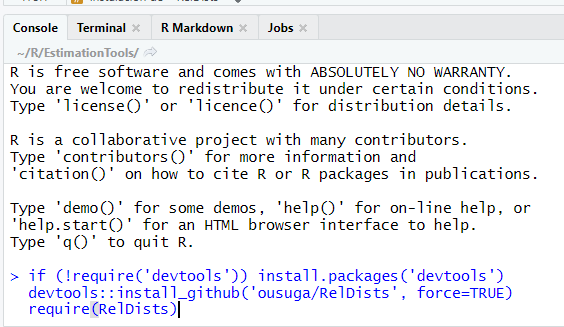 Console Terminal R Markdown Jobs
~/R/EstimationTools/
R is free software and comes with ABSOLUTELY NO WARRANTY.
You are welcome to redistribute it under certain conditions.
Type 'license()' or 'licence()' for distribution details.
R is a collaborative project with many contributors.
Type 'contributors()' for more information and
'citation()' on how to cite R or R packages in publications.
Type 'demo()' for some demos, 'help()' for on-line help, or
'help.start()' for an HTML browser interface to help.
Type 'q()' to quit R.
> if (!require('devtools')) install.packages('devtools')
devtools::install_github('ousuga/RelDists', force=TRUE)
require(RelDists)